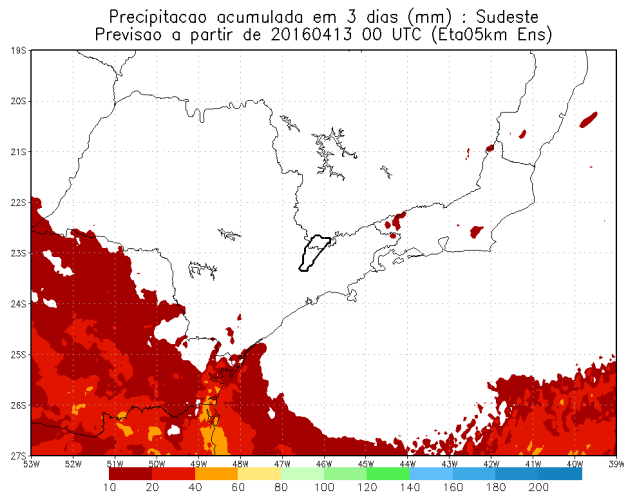 Precipitacao acumulada em 3 dias (mm) : Sudeste
Previsao a partir de 20160413 00 UTC (Eta05km Ens)
19S
20S
21S
22S
23S
24S
25S
26S
27S
53W 52W 51W 50W 49W 48W 47W 46W 45W 44W 43W 42W 41W 40W 39W
10 20 40 60 80 100 120 140 160 180 200